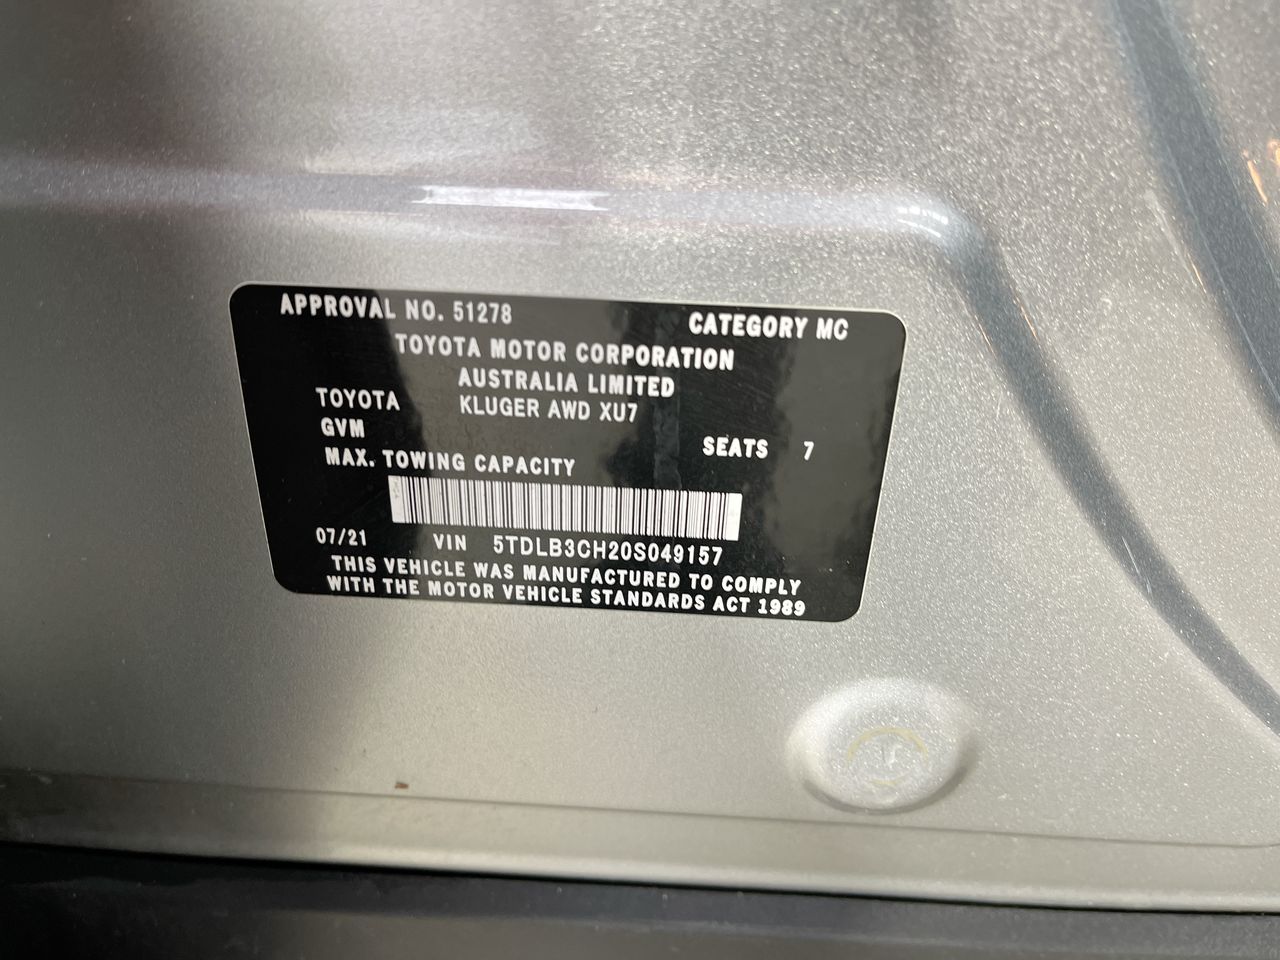 APPROVAL NO. 51278 CATEGORY MC
TOYOTA MOTOR CORPORATION
AUSTRALIA LIMITED
TOYOTA KLUGER AWD XU7
GVM SEATS 7
MAX. TOWING CAPACITY
07/21 VIN 5TDLB3CH20S049157
THIS VEHICLE WAS MANUFACTURED TO COMPLY
WITH THE MOTOR VEHICLE STANDARDS ACT 1989